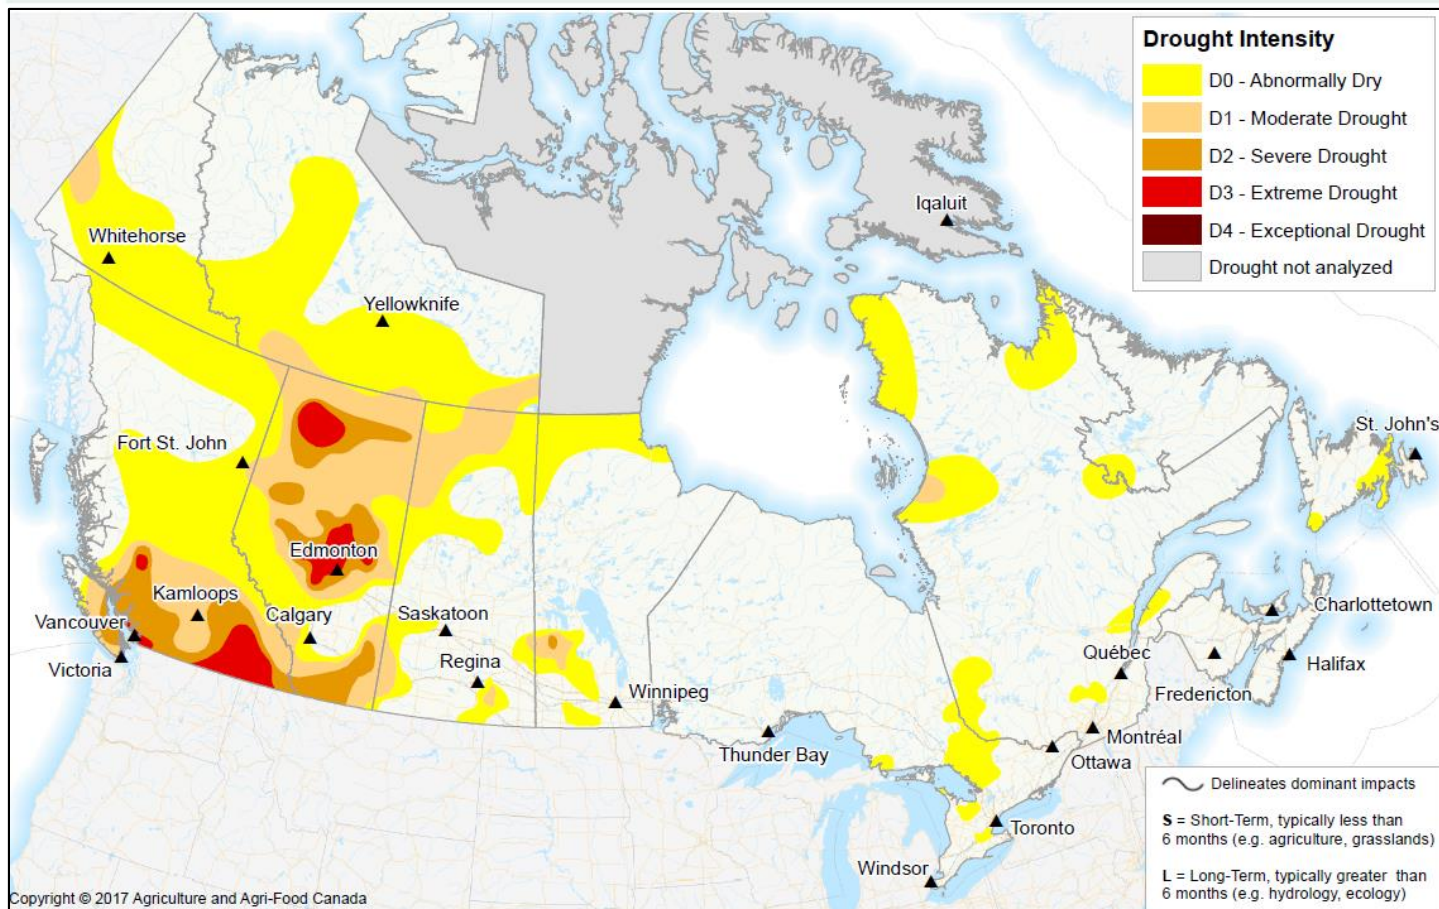 Drought Intensity
D0 - Abnormally Dry
D1 - Moderate Drought
D2 - Severe Drought
D3 - Extreme Drought
D4 - Exceptional Drought
Drought not analyzed
Iqaluit
Whitehorse
Yellowknife
Fort St. John
St. John's
Edmonton
Kamloops
Vancouver
Calgary
Saskatoon
Charlottetown
Victoria
Regina
Québec
Halifax
Winnipeg
Fredericton
Montréal
Thunder Bay
Ottawa
Toronto
Windsor
Delineates dominant impacts
S = Short-Term, typically less than
6 months (e.g. agriculture, grasslands)
L = Long-Term, typically greater than
6 months (e.g. hydrology, ecology)
Copyright © 2017 Agriculture and Agri-Food Canada